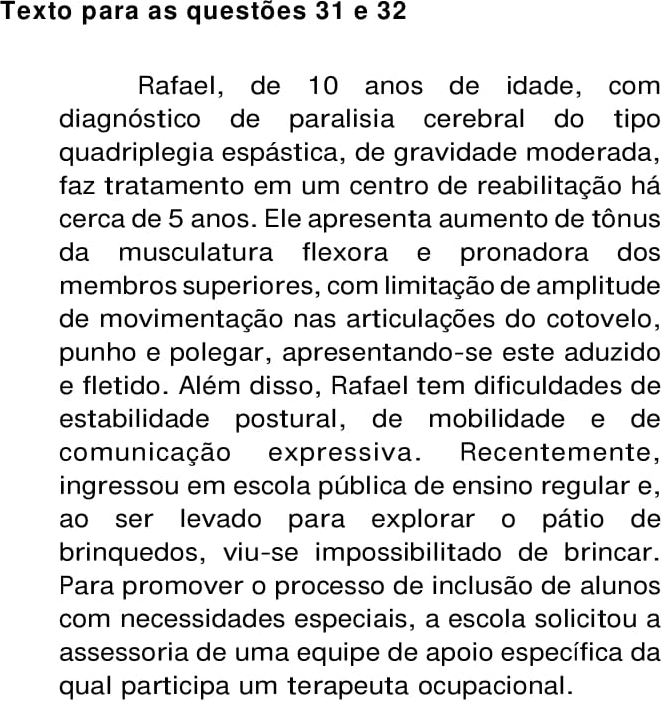 Texto para as questões 31 e 32
Rafael, de 10 anos de idade, com
diagnóstico de paralisia cerebral do tipo
quadriplegia espástica, de gravidade moderada,
faz tratamento em um centro de reabilitação há
cerca de 5 anos. Ele apresenta aumento de tônus
da musculatura flexora e pronadora dos
membros superiores, com limitação de amplitude
de movimentação nas articulações do cotovelo,
punho e polegar, apresentando-se este aduzido
e fletido. Além disso, Rafael tem dificuldades de
estabilidade postural, de mobilidade e de
comunicação expressiva. Recentemente,
ingressou em escola pública de ensino regular e,
ao ser levado para explorar o pátio de
brinquedos, viu-se impossibilitado de brincar.
Para promover o processo de inclusão de alunos
com necessidades especiais, a escola solicitou a
assessoria de uma equipe de apoio específica da
qual participa um terapeuta ocupacional.